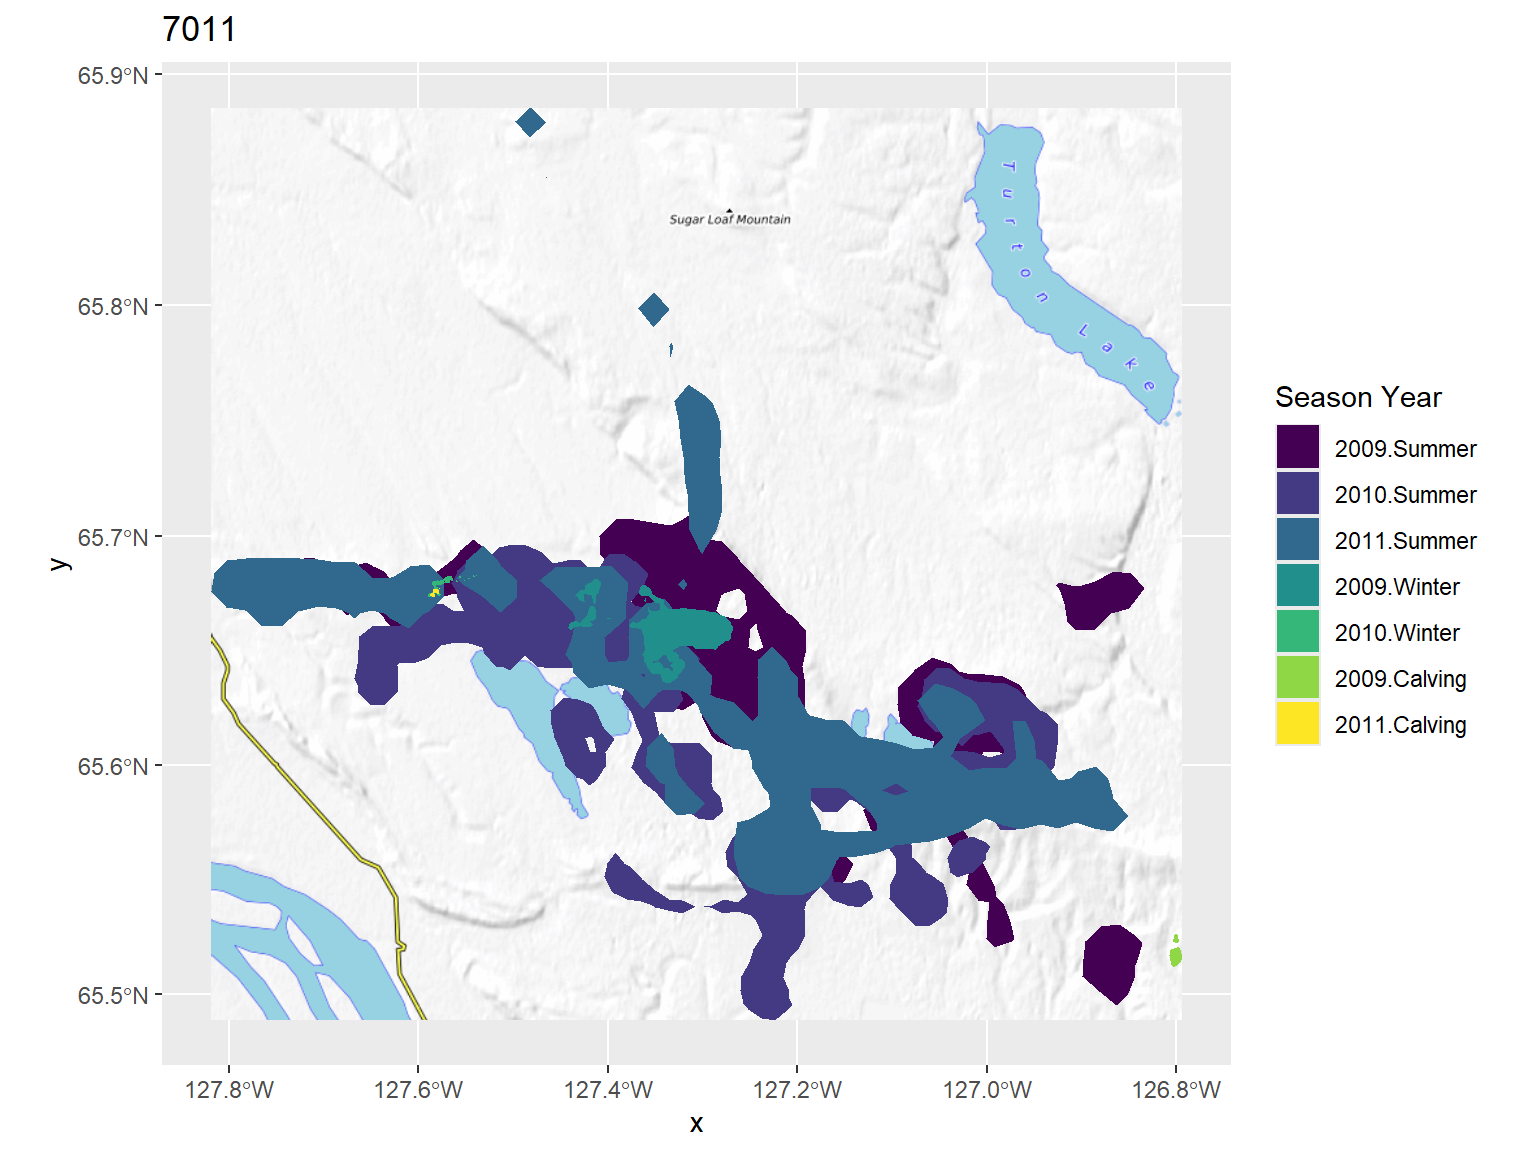 7011
65.9°N
65.8°N
65.7°N
65.6°N
65.5°N
y
Sugar Loaf Mountain
Turton Lake
127.8°W
127.6°W
127.4°W
127.2°W
127.0°W
126.8°W
x
Season Year
2009.Summer
2010.Summer
2011.Summer
2009.Winter
2010.Winter
2009.Calving
2011.Calving